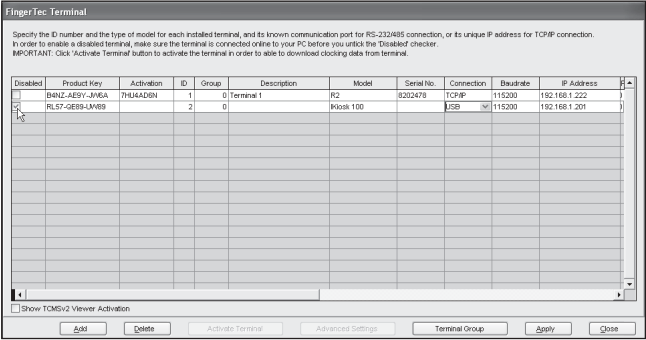 FingerTec Terminal
Specify the ID number and the type of model for each installed terminal, and its known communication port for RS-232/485 connection, or its unique IP address for TCP/IP connection.
In order to enable a disabled terminal, make sure the terminal is connected online to your PC before you untick the 'Disabled' checker.
IMPORTANT: Click 'Activate Terminal' button to activate the terminal in order to able to download clocking data from terminal.
Disabled Product Key Activation ID Group Description Model Serial No. Connection Baudrate IP Address
B4NZ-AE9Y-JW6A 7HU4AD6N 1 0 Terminal 1 R2 8202478 TCP/IP 115200 192.168.1.222
RL57-QE89-UW89 2 0 IKiosk 100 USB 115200 192.168.1.201
Show TCMSv2 Viewer Activation
Add Delete Activate Terminal Advanced Settings Terminal Group Apply Close